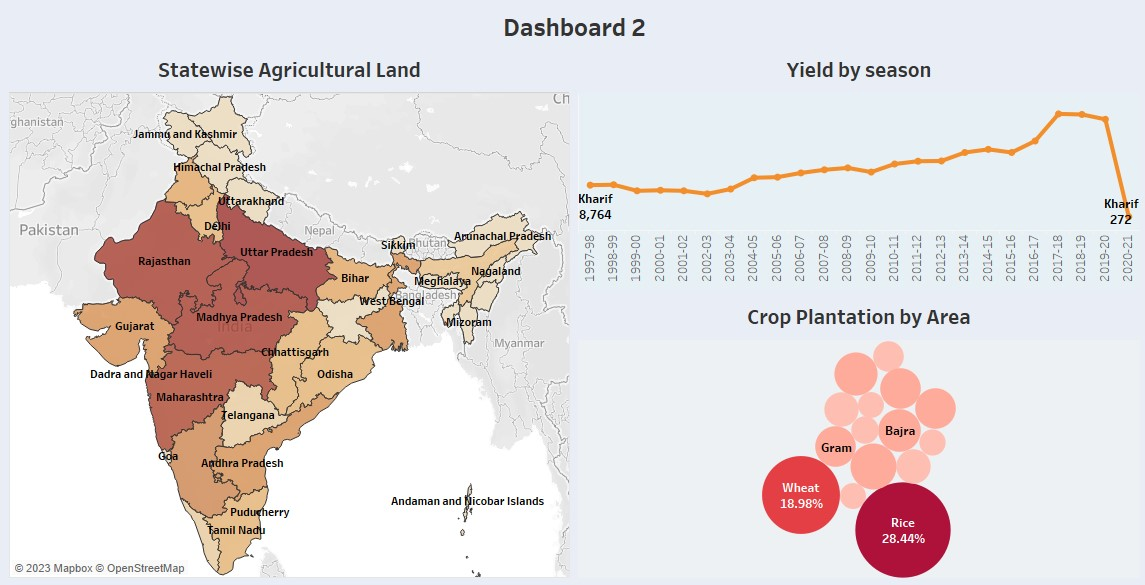 Dashboard 2
Statewise Agricultural Land
ghanistan
Ch
Jammu and Kashmir
Himachal Pradesh
Uttarakhand
Pakistan
Delhi
Nepal
Arunachal Pradesh
Sikkim
Bhutan
Rajasthan
Uttar Pradesh
Bihar
Nagaland
Meghalaya
Bangladesh
West Bengal
Madhya Pradesh
India
Gujarat
Mizoram
Myanmar
Chhattisgarh
Dadra and Nagar Haveli
Odisha
Maharashtra
Telangana
Goa
Andhra Pradesh
Andaman and Nicobar Islands
Puducherry
Tamil Nadu
© 2023 Mapbox © OpenStreetMap
Yield by season
Kharif
8,764
Kharif
272
1997-98
1998-99
1999-00
2000-01
2001-02
2002-03
2003-04
2004-05
2005-06
2006-07
2007-08
2008-09
2009-10
2010-11
2011-12
2012-13
2013-14
2014-15
2015-16
2016-17
2017-18
2018-19
2019-20
2020-21
Crop Plantation by Area
Bajra
Gram
Wheat
18.98%
Rice
28.44%